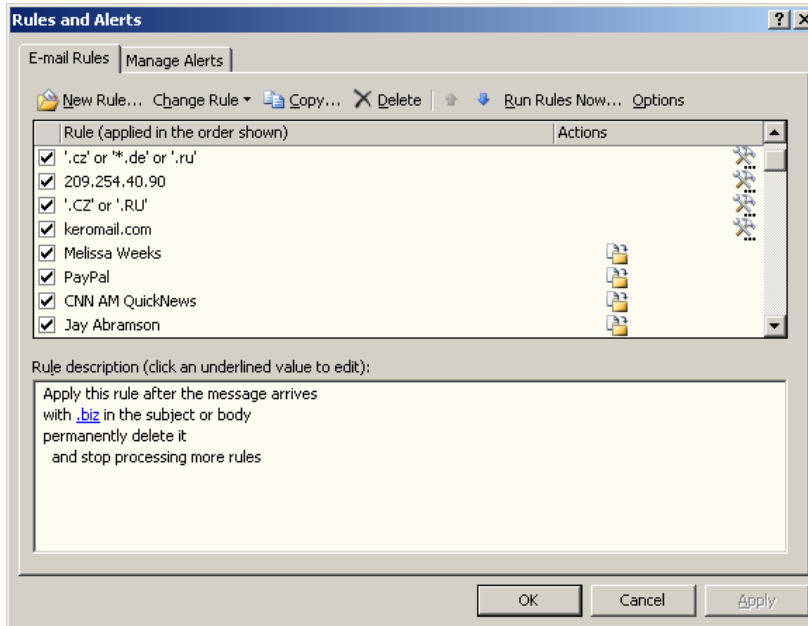 Rules and Alerts
E-mail Rules Manage Alerts
New Rule... Change Rule Copy... Delete Run Rules Now... Options
Rule (applied in the order shown) Actions
'.cz' or '*.de' or '.ru'
209.254.40.90
'.CZ' or '.RU'
keromail.com
Melissa Weeks
PayPal
CNN AM QuickNews
Jay Abramson
Rule description (click an underlined value to edit):
Apply this rule after the message arrives
with .biz in the subject or body
permanently delete it
and stop processing more rules
OK Cancel Apply